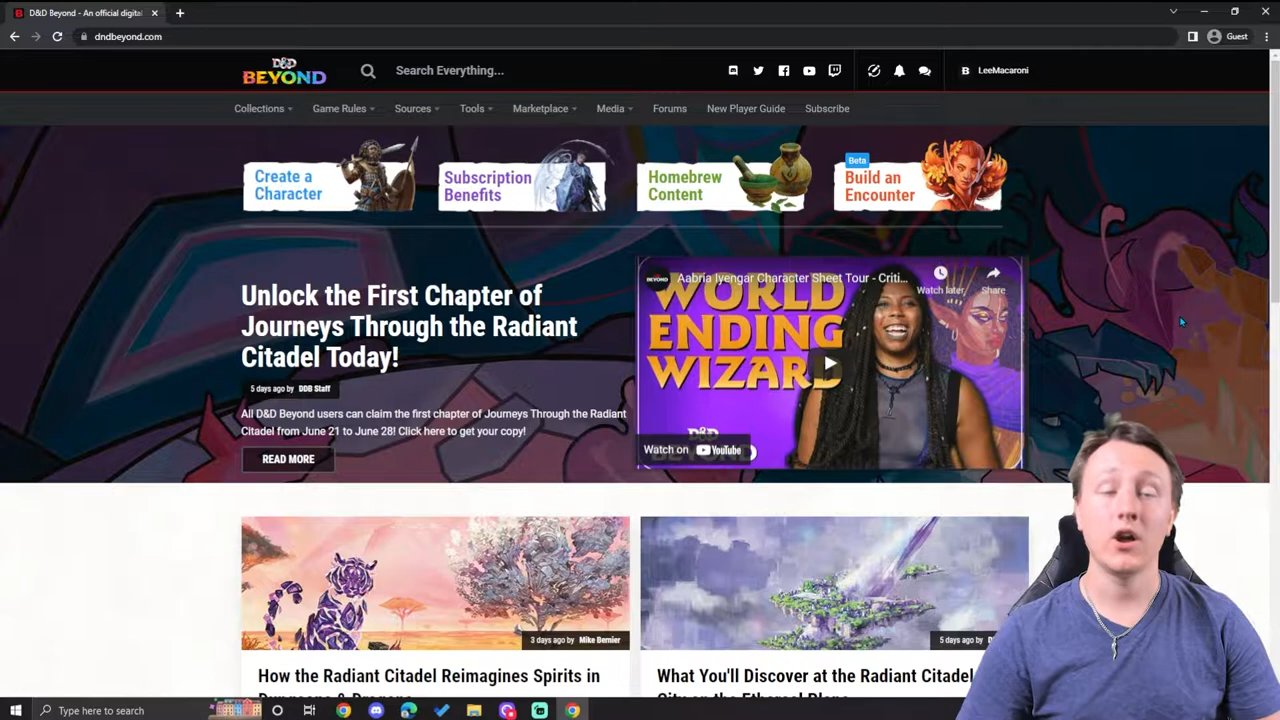 D&D Beyond - An official digital
dndbeyond.com
Guest
D&D
BEYOND
Search Everything...
LeeMacaroni
Collections
Game Rules
Sources
Tools
Marketplace
Media
Forums
New Player Guide
Subscribe
Create a
Character
Subscription
Benefits
Homebrew
Content
Beta
Build an
Encounter
Unlock the First Chapter of
Journeys Through the Radiant
Citadel Today!
5 days ago by DDB Staff
All D&D Beyond users can claim the first chapter of Journeys Through the Radiant
Citadel from June 21 to June 28! Click here to get your copy!
READ MORE
BEYOND
Aabria Iyengar Character Sheet Tour - Criti...
Watch later
Share
WORLD
ENDING
WIZARD
D&D
Watch on YouTube
3 days ago by Mike Bernier
5 days ago by
How the Radiant Citadel Reimagines Spirits in
What You'll Discover at the Radiant Citadel
Type here to search